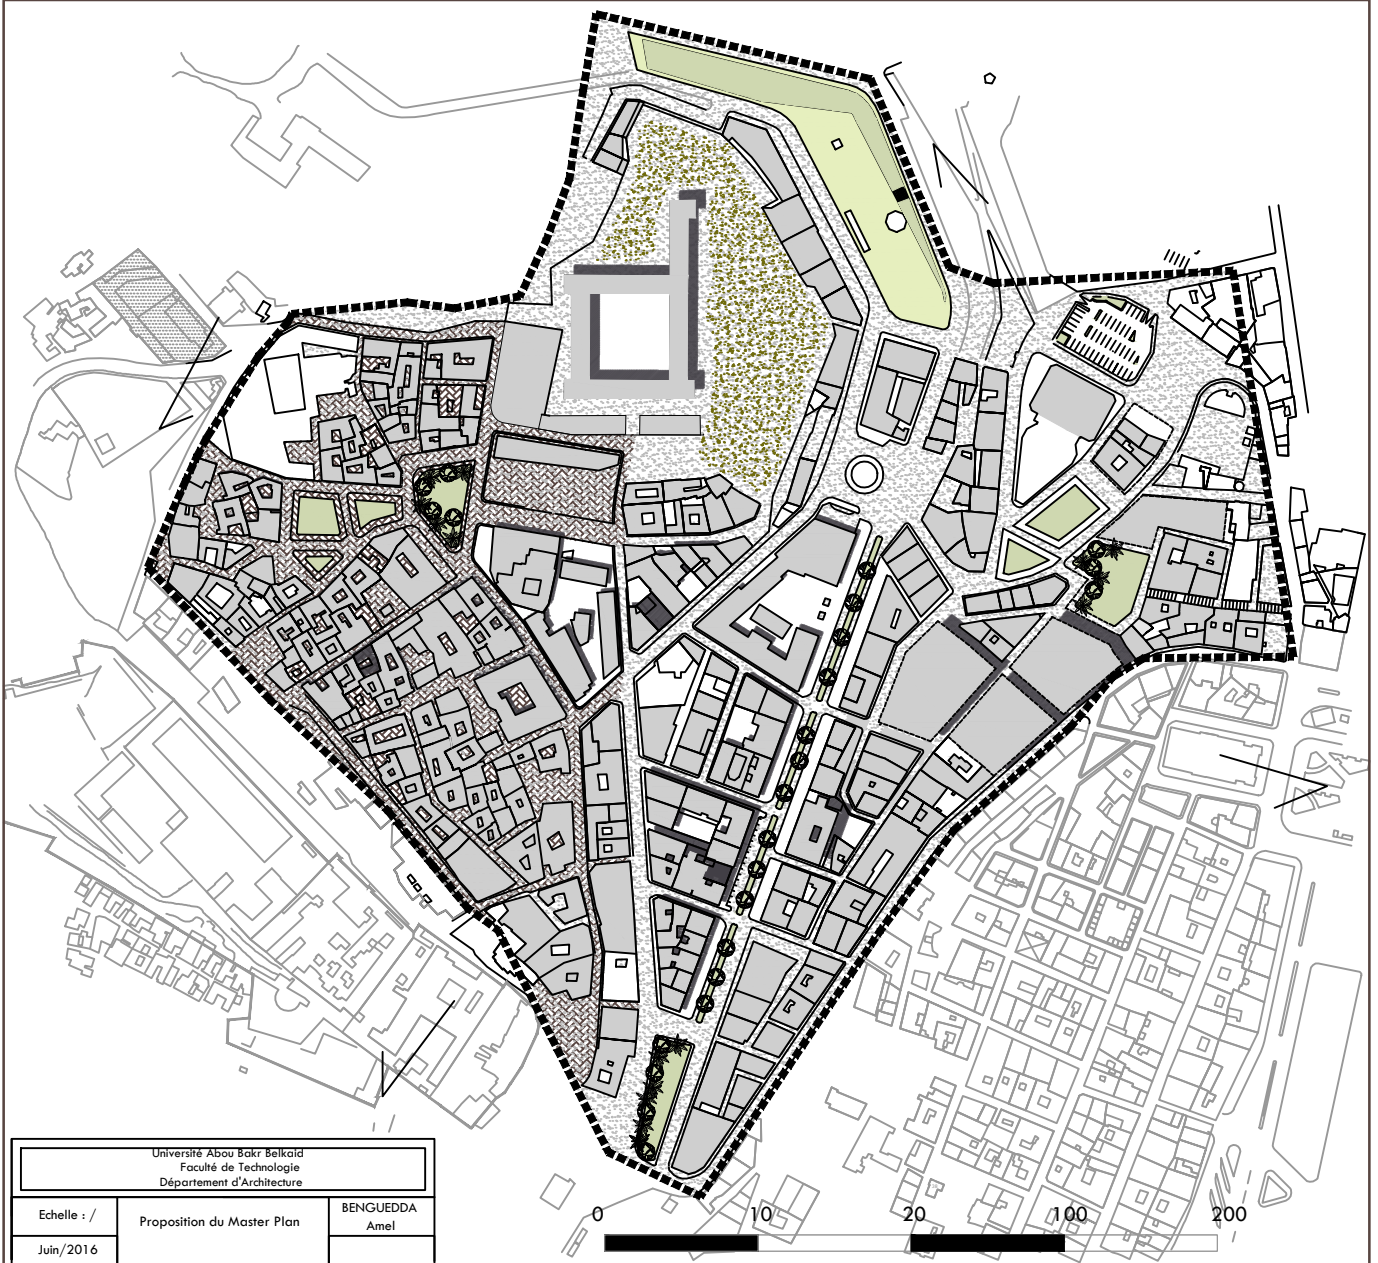 Université Abou Bakr Belkaid
Faculté de Technologie
Département d'Architecture
Echelle : /
Proposition du Master Plan
BENGUEDDA
Amel
Juin/2016
0 10 20 100 200